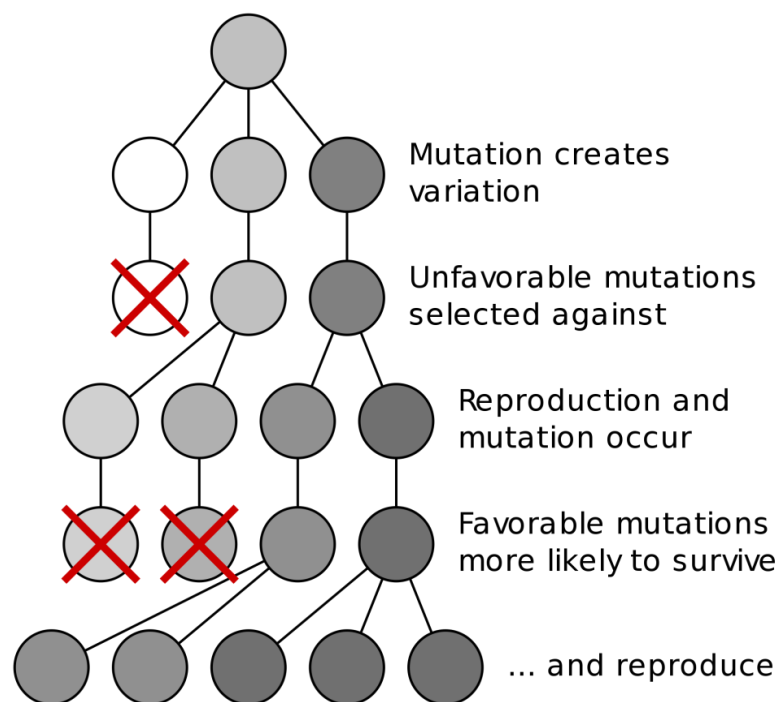 Mutation creates
variation
Unfavorable mutations
selected against
Reproduction and
mutation occur
Favorable mutations
more likely to survive
... and reproduce